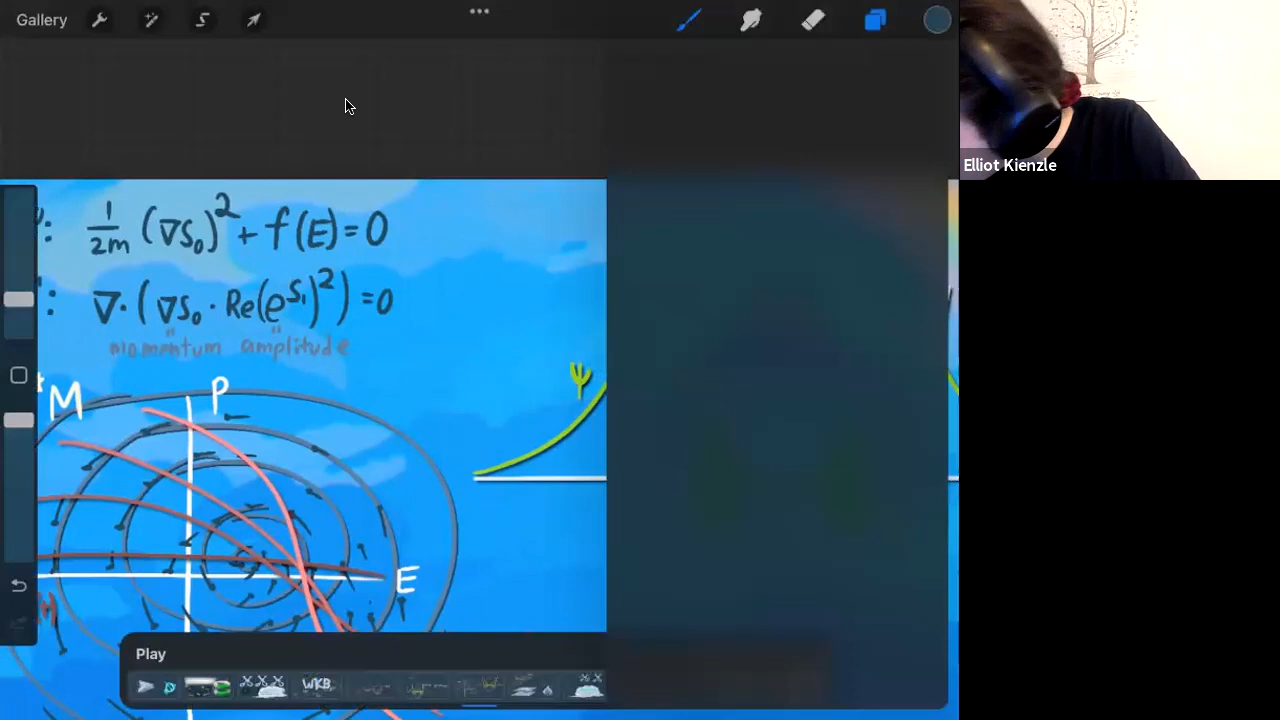 Gallery
Elliot Kienzle
: 1/2m (∇S₀)² + f(E) = 0
: ∇·(∇S₀ · Re(e^{S₁})²) = 0
" "
momentum amplitude
*M P
ψ
E
H
Play
WKB